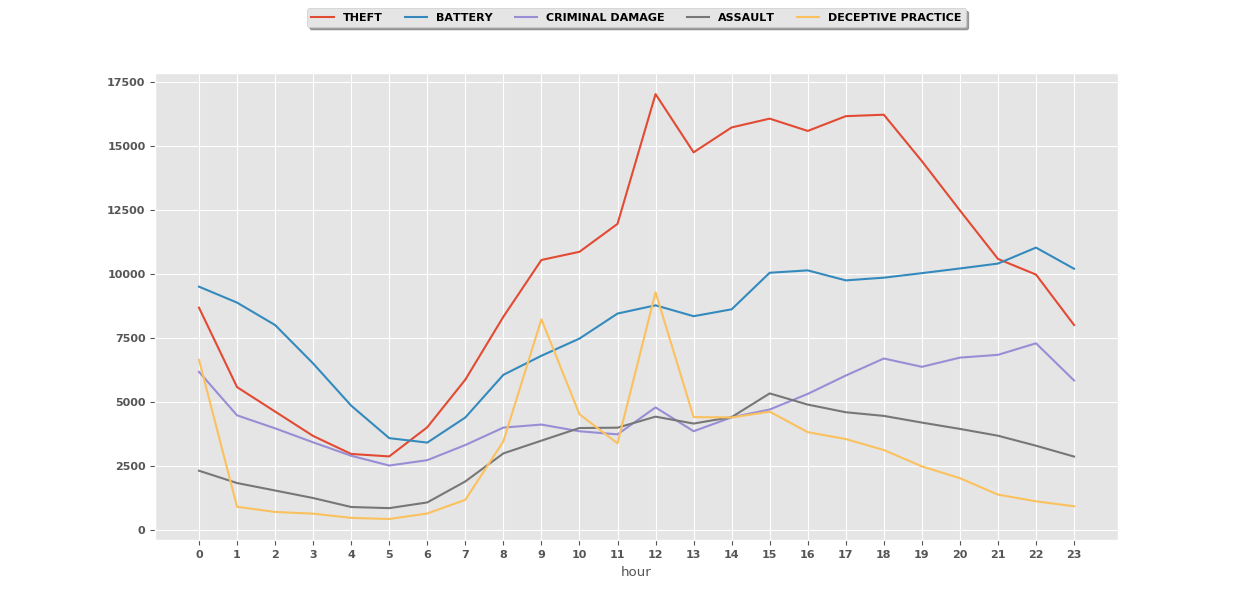 THEFT BATTERY CRIMINAL DAMAGE ASSAULT DECEPTIVE PRACTICE
17500
15000
12500
10000
7500
5000
2500
0
0 1 2 3 4 5 6 7 8 9 10 11 12 13 14 15 16 17 18 19 20 21 22 23
hour